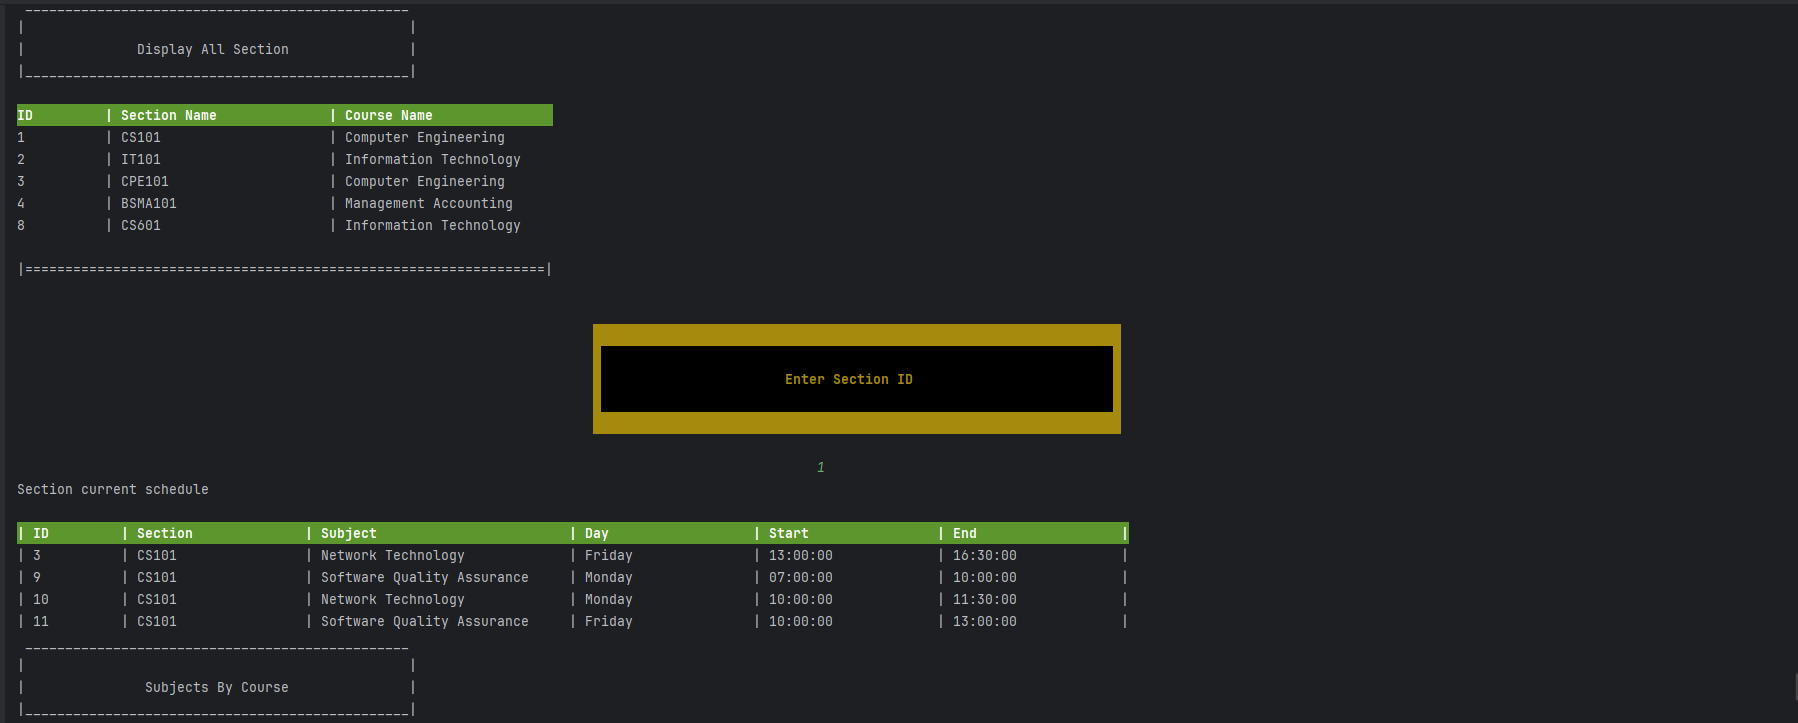 Display All Section
ID | Section Name | Course Name
1 | CS101 | Computer Engineering
2 | IT101 | Information Technology
3 | CPE101 | Computer Engineering
4 | BSMA101 | Management Accounting
8 | CS601 | Information Technology
|=================================================================|
Enter Section ID
1
Section current schedule
| ID | Section | Subject | Day | Start | End |
| 3 | CS101 | Network Technology | Friday | 13:00:00 | 16:30:00 |
| 9 | CS101 | Software Quality Assurance | Monday | 07:00:00 | 10:00:00 |
| 10 | CS101 | Network Technology | Monday | 10:00:00 | 11:30:00 |
| 11 | CS101 | Software Quality Assurance | Friday | 10:00:00 | 13:00:00 |
Subjects By Course